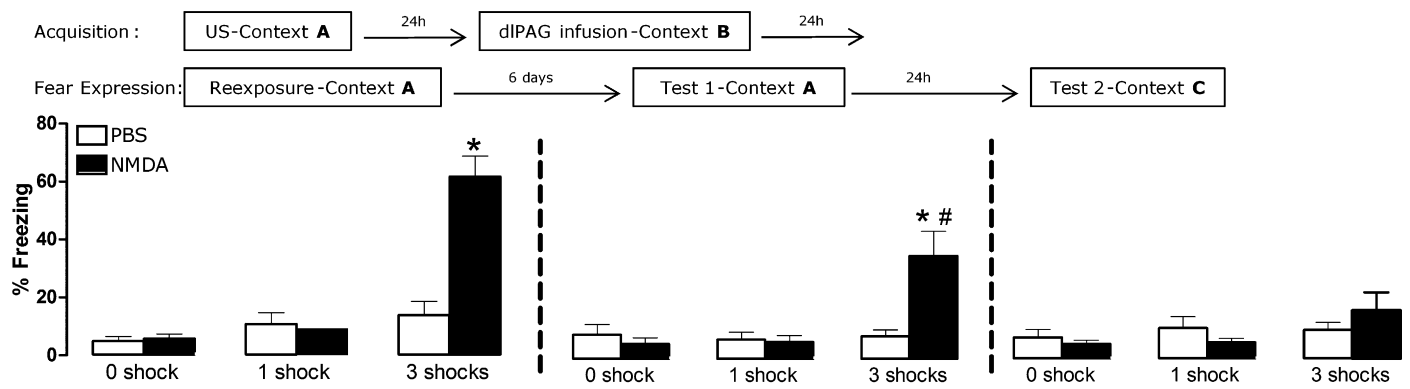 Acquisition : US-Context A 24h dlPAG infusion-Context B 24h
Fear Expression: Reexposure-Context A 6 days Test 1-Context A 24h Test 2-Context C
80
PBS
*
NMDA
60
* #
40
20
0
% Freezing
0 shock 1 shock 3 shocks 0 shock 1 shock 3 shocks 0 shock 1 shock 3 shocks